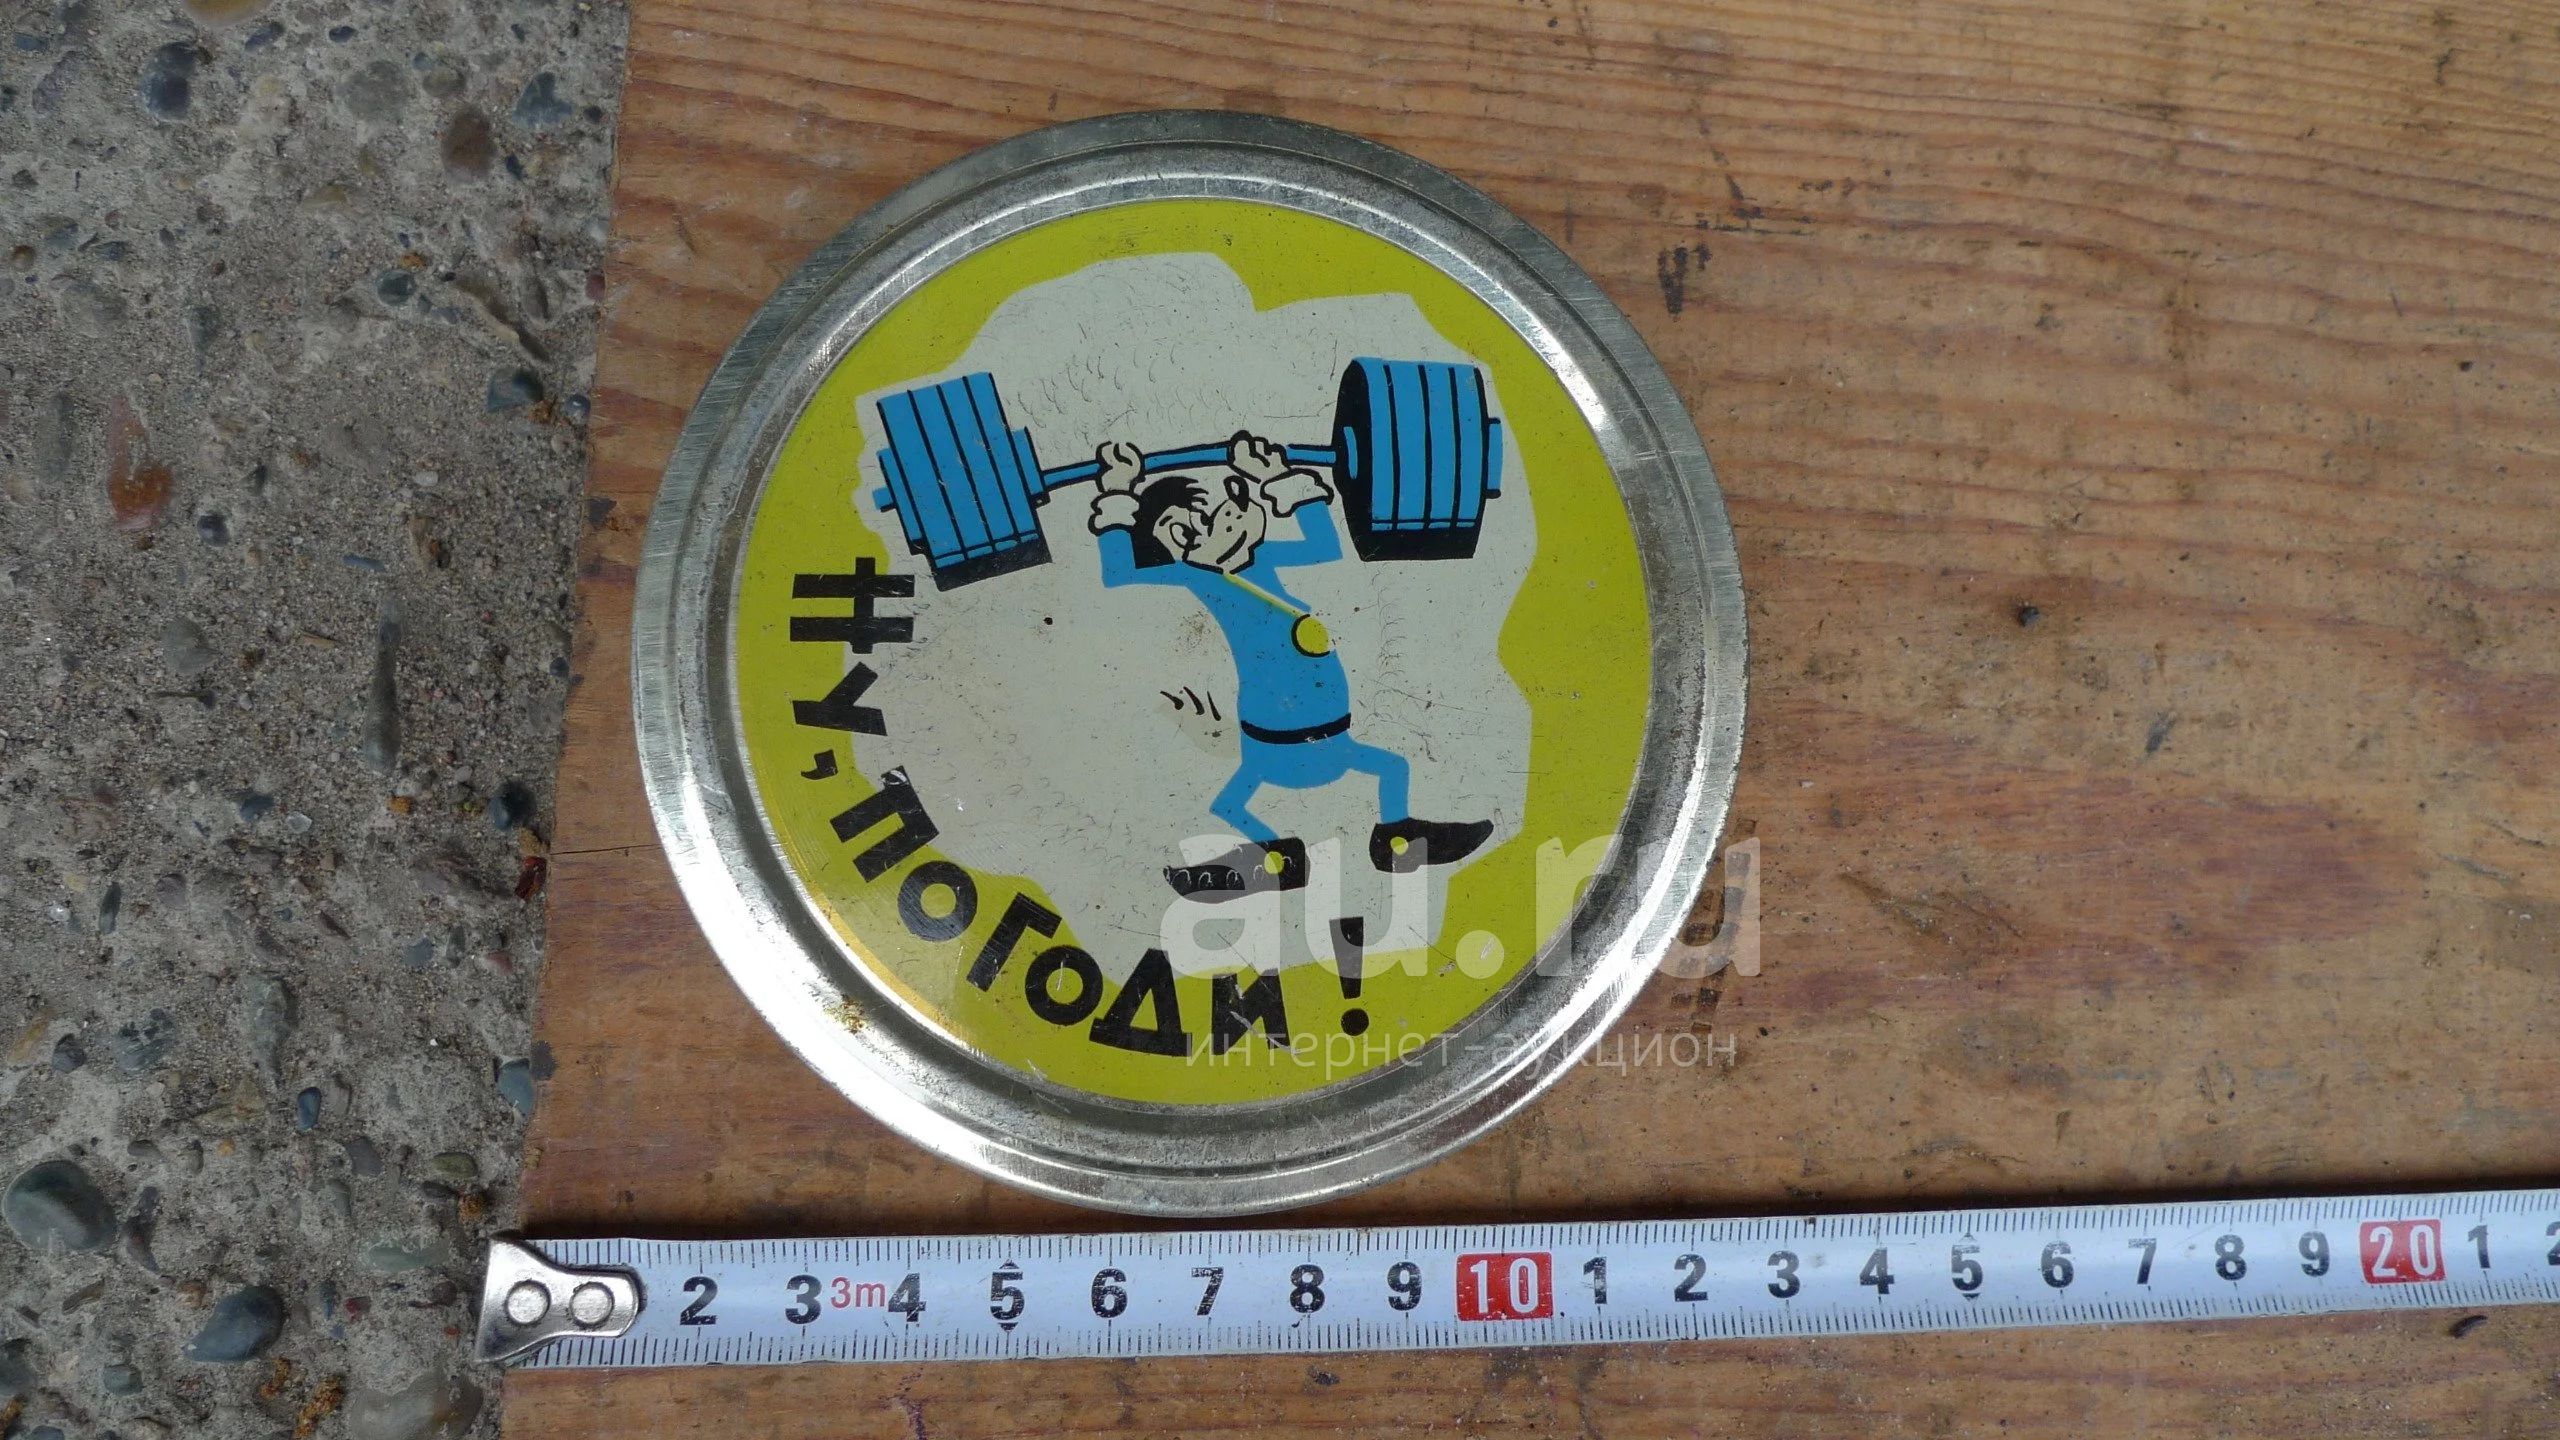 НУ, ПОГОДИ!
au.ru
интернет-аукцион
2 3 3m 4 5 6 7 8 9 10 1 2 3 4 5 6 7 8 9 20 1